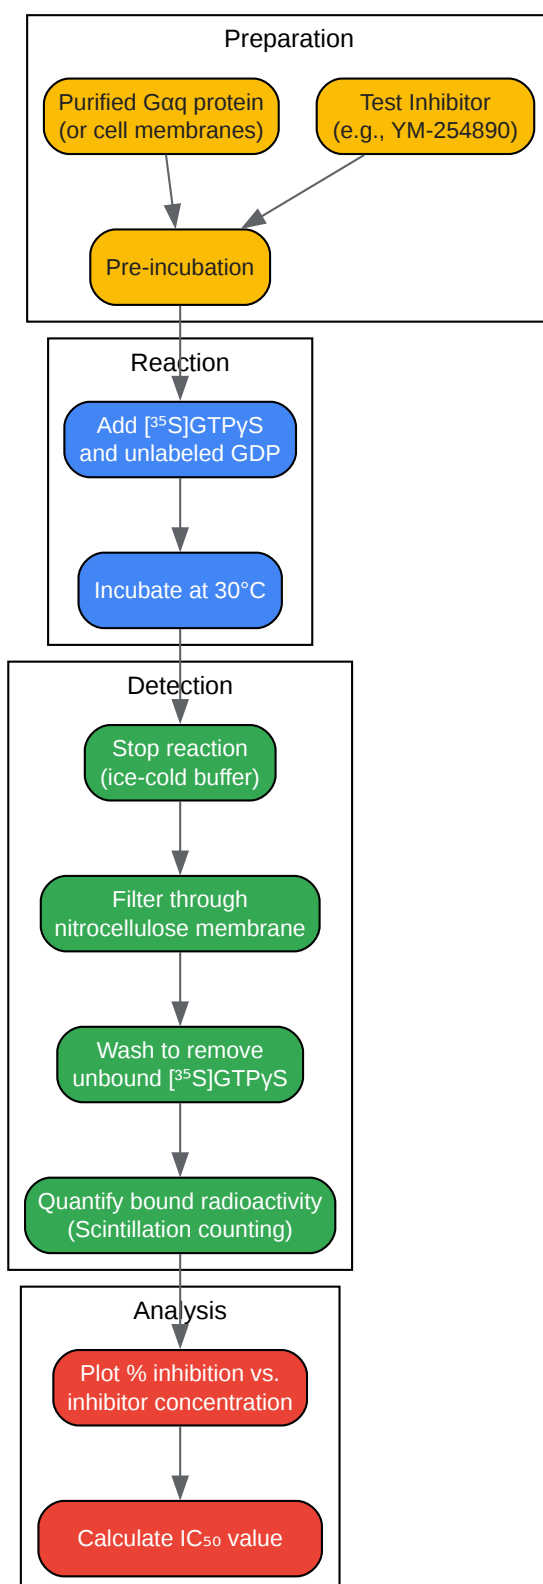 Preparation
Purified Gαq protein
(or cell membranes)
Test Inhibitor
(e.g., YM-254890)
Pre-incubation
Reaction
Add [³⁵S]GTPγS
and unlabeled GDP
Incubate at 30°C
Detection
Stop reaction
(ice-cold buffer)
Filter through
nitrocellulose membrane
Wash to remove
unbound [³⁵S]GTPγS
Quantify bound radioactivity
(Scintillation counting)
Analysis
Plot % inhibition vs.
inhibitor concentration
Calculate IC₅₀ value